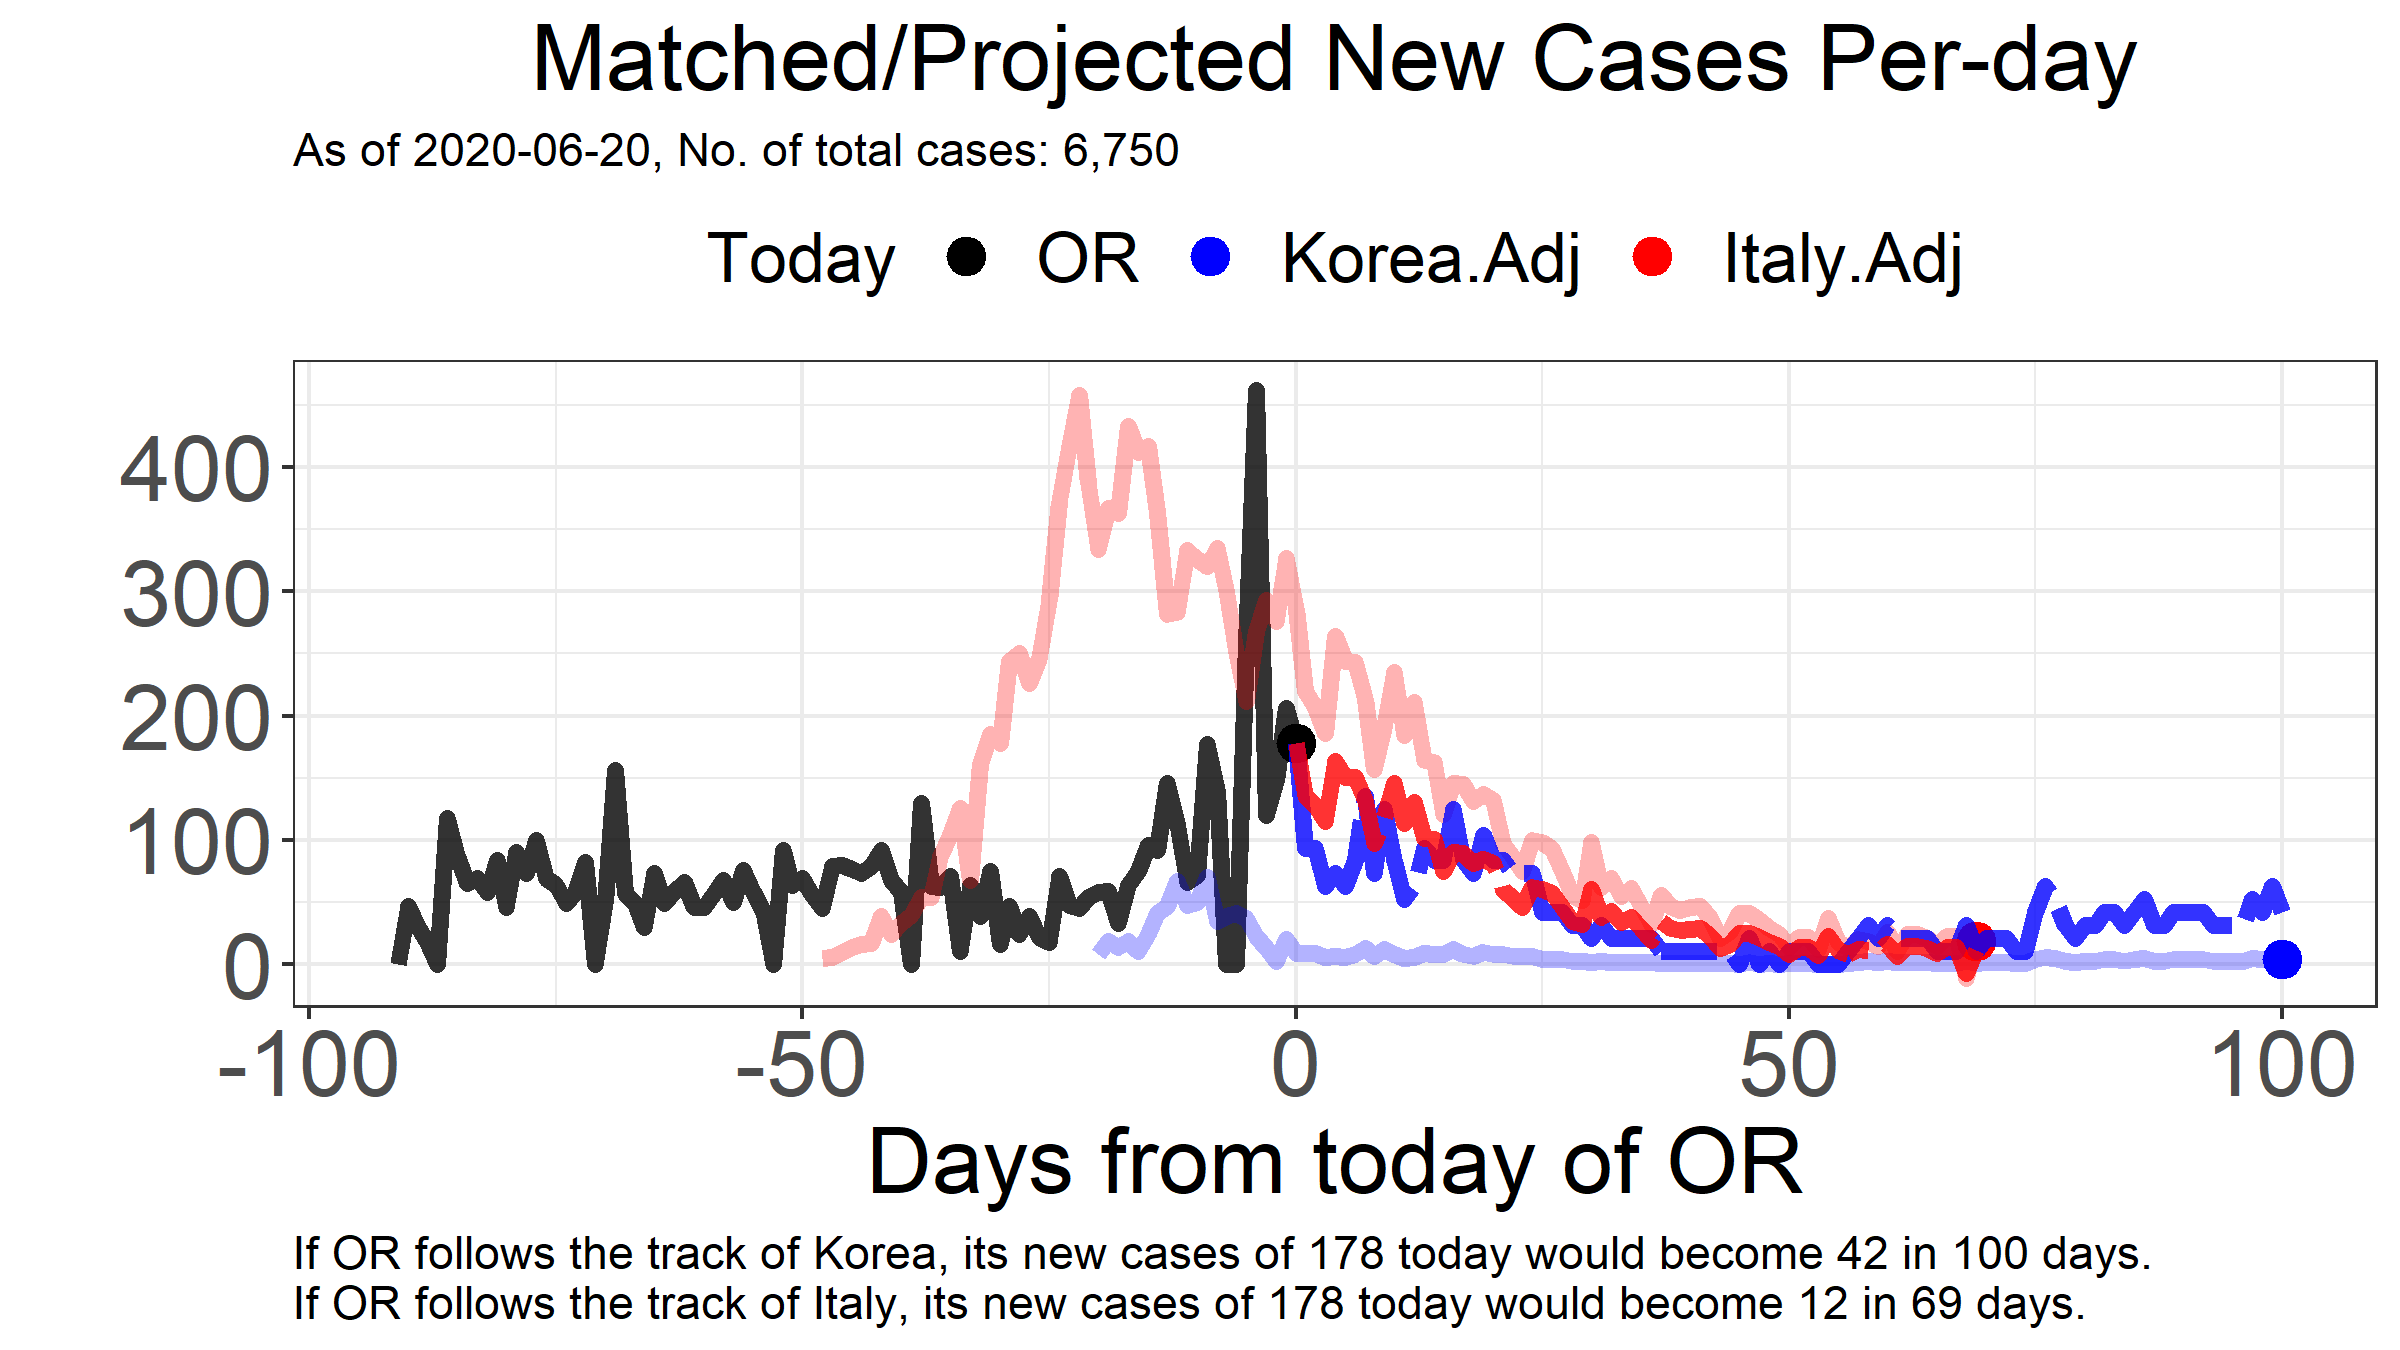 Matched/Projected New Cases Per-day
As of 2020-06-20, No. of total cases: 6,750
Today OR Korea.Adj Italy.Adj
400
300
200
100
0
-100 -50 0 50 100
Days from today of OR
If OR follows the track of Korea, its new cases of 178 today would become 42 in 100 days.
If OR follows the track of Italy, its new cases of 178 today would become 12 in 69 days.